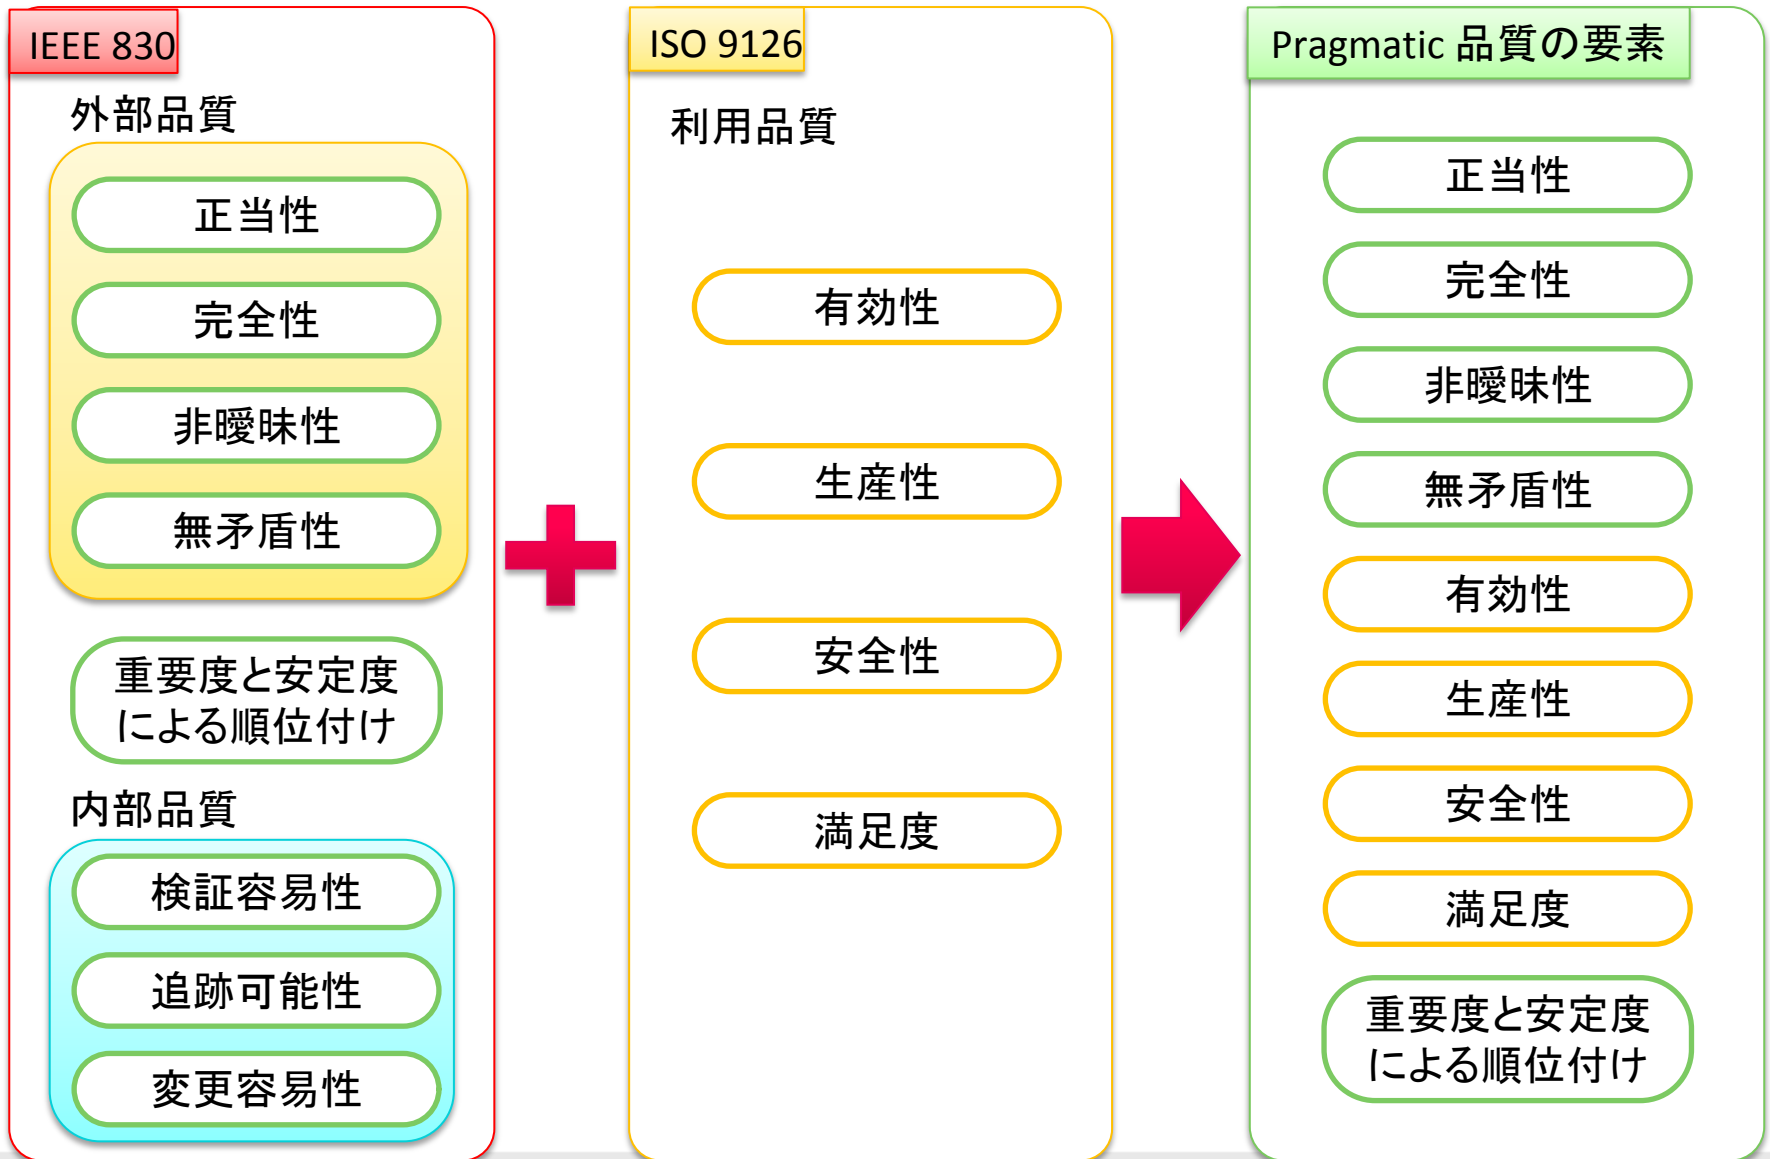 IEEE 830
外部品質
正当性
完全性
非曖昧性
無矛盾性
重要度と安定度
による順位付け
内部品質
検証容易性
追跡可能性
変更容易性
ISO 9126
利用品質
有効性
生産性
安全性
満足度
Pragmatic 品質の要素
正当性
完全性
非曖昧性
無矛盾性
有効性
生産性
安全性
満足度
重要度と安定度
による順位付け